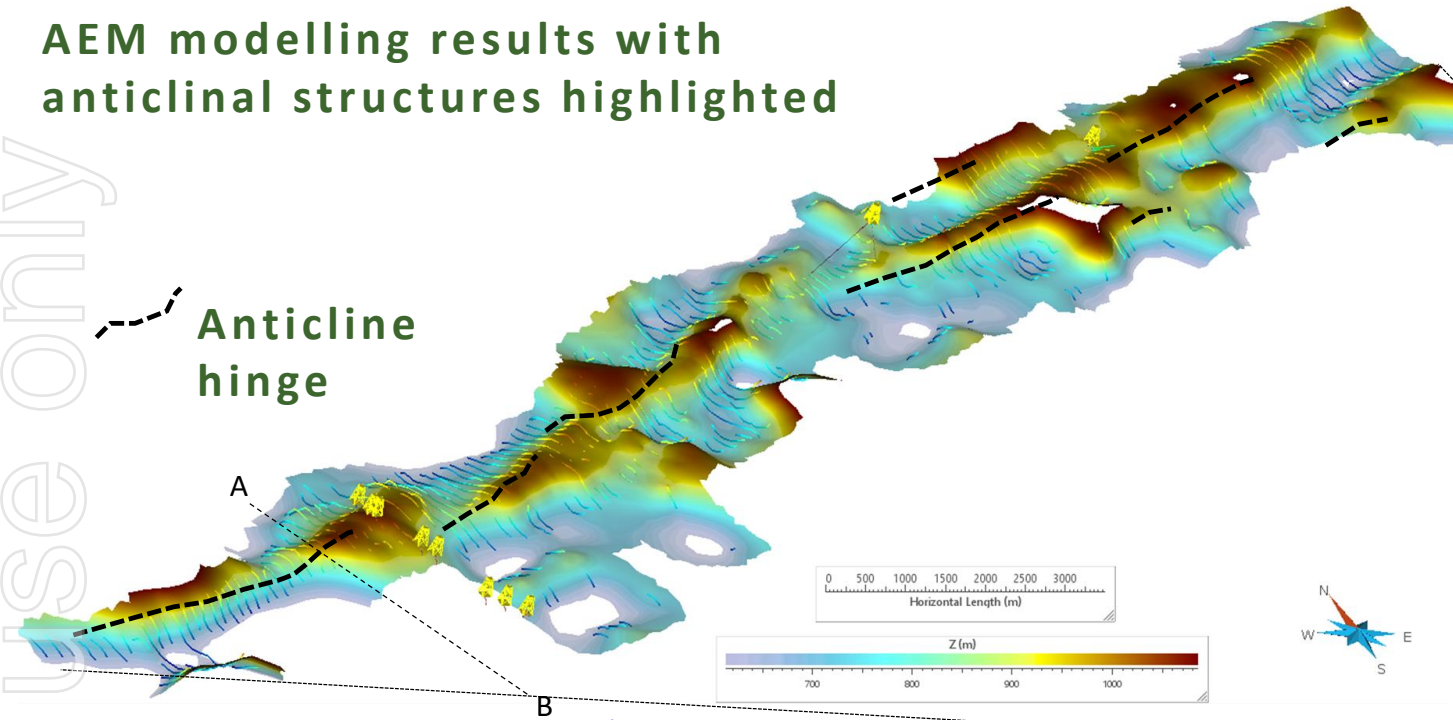 AEM modelling results with
anticlinal structures highlighted
use only
Anticline
hinge
A
B
0 500 1000 1500 2000 2500 3000
Horizontal Length (m)
Z (m)
700 800 900 1000
N
W E
S